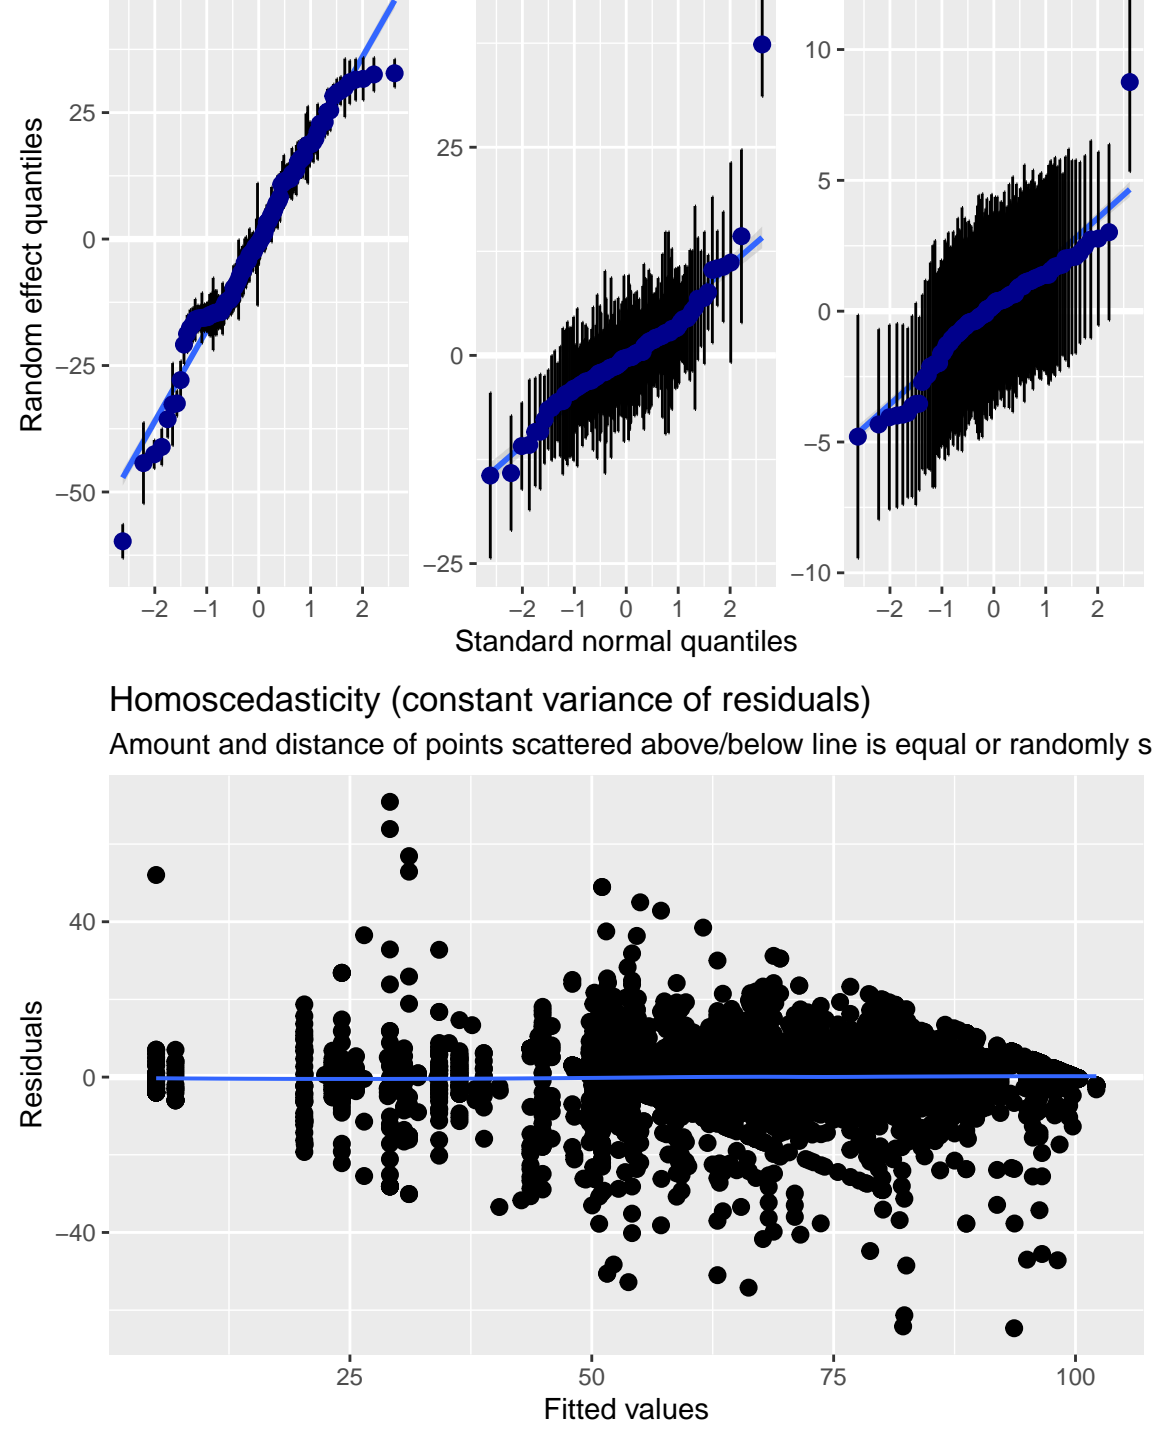 25
0
−25
−50
Random effect quantiles
25
0
−25
10
5
0
−5
−10
−2 −1 0 1 2
−2 −1 0 1 2
−2 −1 0 1 2
Standard normal quantiles
Homoscedasticity (constant variance of residuals)
Amount and distance of points scattered above/below line is equal or randomly s
40
0
−40
Residuals
25 50 75 100
Fitted values